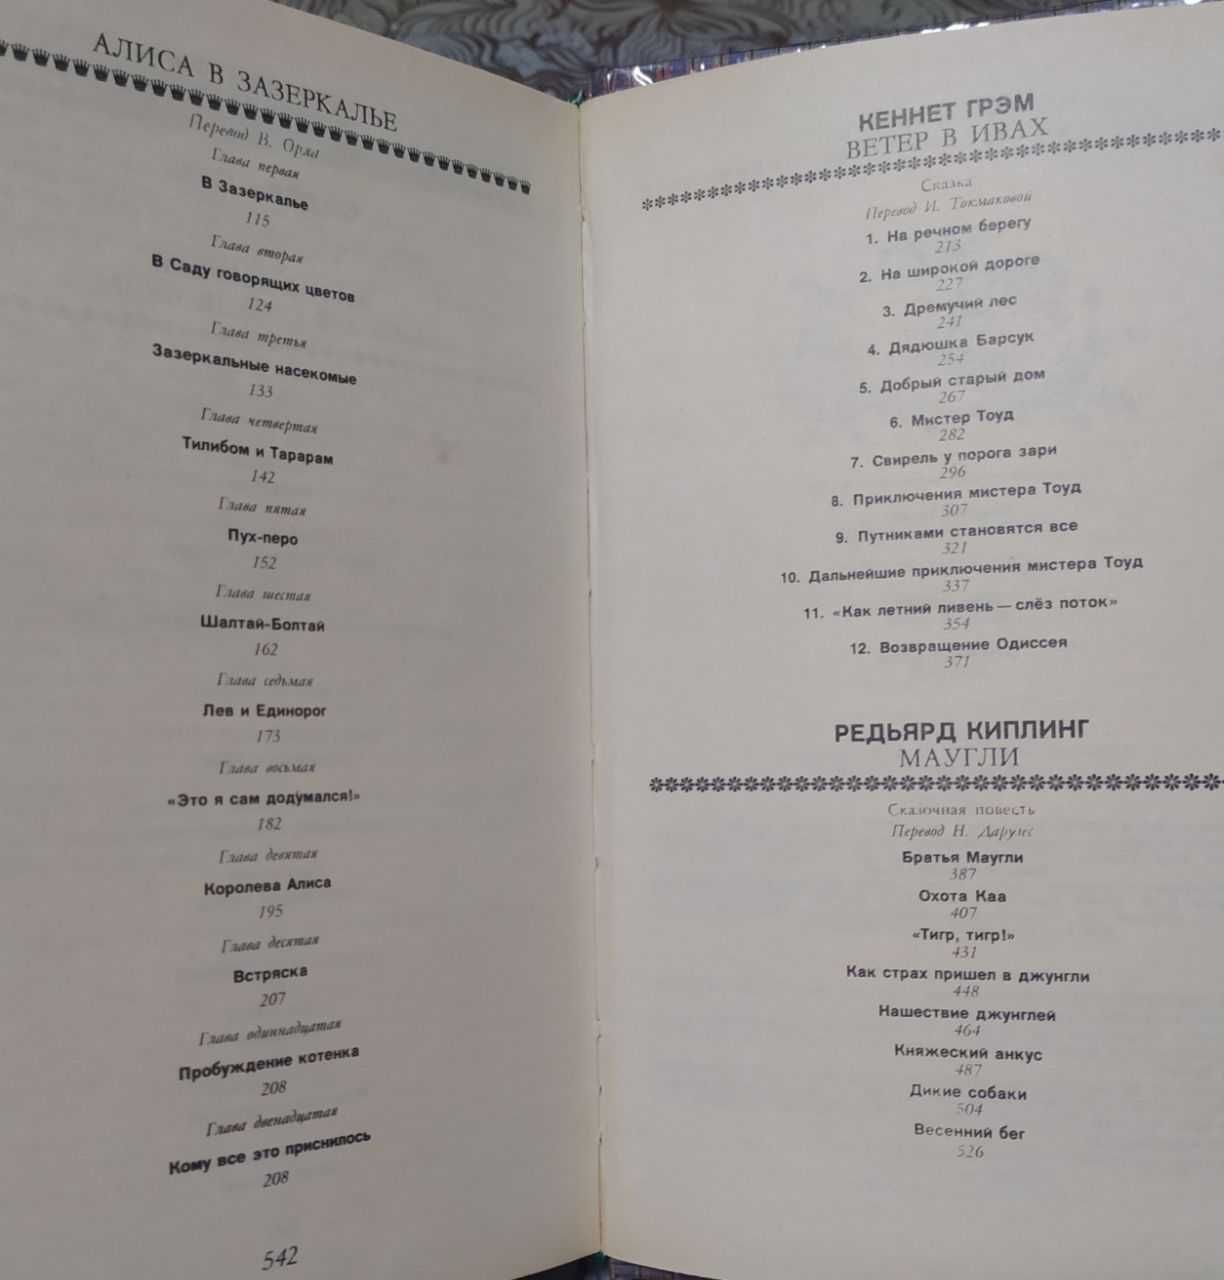 АЛИСА В ЗАЗЕРКАЛЬЕ
Перевод В. Орла
Глава первая
В Зазеркалье
115
Глава вторая
В Саду говорящих цветов
124
Глава третья
Зазеркальные насекомые
133
Глава четвертая
Тилибом и Тарарам
142
Глава пятая
Пух-перо
152
Глава шестая
Шалтай-Болтай
162
Глава седьмая
Лев и Единорог
173
Глава восьмая
«Это я сам додумался!»
182
Глава девятая
Королева Алиса
195
Глава десятая
Встряска
207
Глава одиннадцатая
Пробуждение котенка
208
Глава двенадцатая
Кому все это приснилось
208
542
КЕННЕТ ГРЭМ
ВЕТЕР В ИВАХ
Сказка
Перевод И. Токмаковой
1. На речном берегу
213
2. На широкой дороге
227
3. Дремучий лес
241
4. Дядюшка Барсук
254
5. Добрый старый дом
267
6. Мистер Тоуд
282
7. Свирель у порога зари
296
8. Приключения мистера Тоуд
307
9. Путниками становятся все
321
10. Дальнейшие приключения мистера Тоуд
337
11. «Как летний ливень — слёз поток»
354
12. Возвращение Одиссея
371
РЕДЬЯРД КИПЛИНГ
МАУГЛИ
Сказочная повесть
Перевод Н. Дарузес
Братья Маугли
387
Охота Каа
407
«Тигр, тигр!»
431
Как страх пришел в джунгли
448
Нашествие джунглей
464
Княжеский анкус
487
Дикие собаки
504
Весенний бег
526